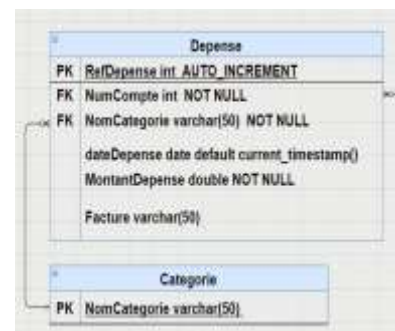 Depense
PK RefDepense int AUTO_INCREMENT
FK NumCompte int NOT NULL
FK NomCategorie varchar(50) NOT NULL
dateDepense date default current_timestamp()
MontantDepense double NOT NULL
Facture varchar(50)
Categorie
PK NomCategorie varchar(50)